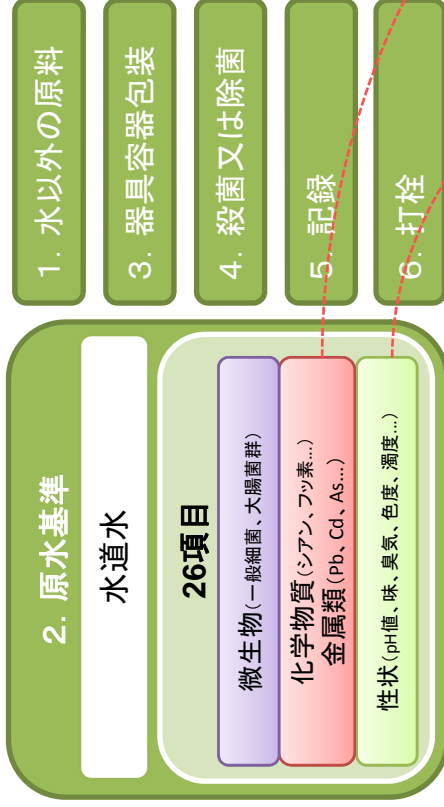 1. 水以外の原料
2. 原水基準
水道水
26項目
微生物(一般細菌、大腸菌群)
化学物質(シアン、フッ素…)
金属類(Pb、Cd、As…)
性状(pH値、味、臭気、色度、濁度…)
3. 器具容器包装
4. 殺菌又は除菌
5. 記録
6. 打栓